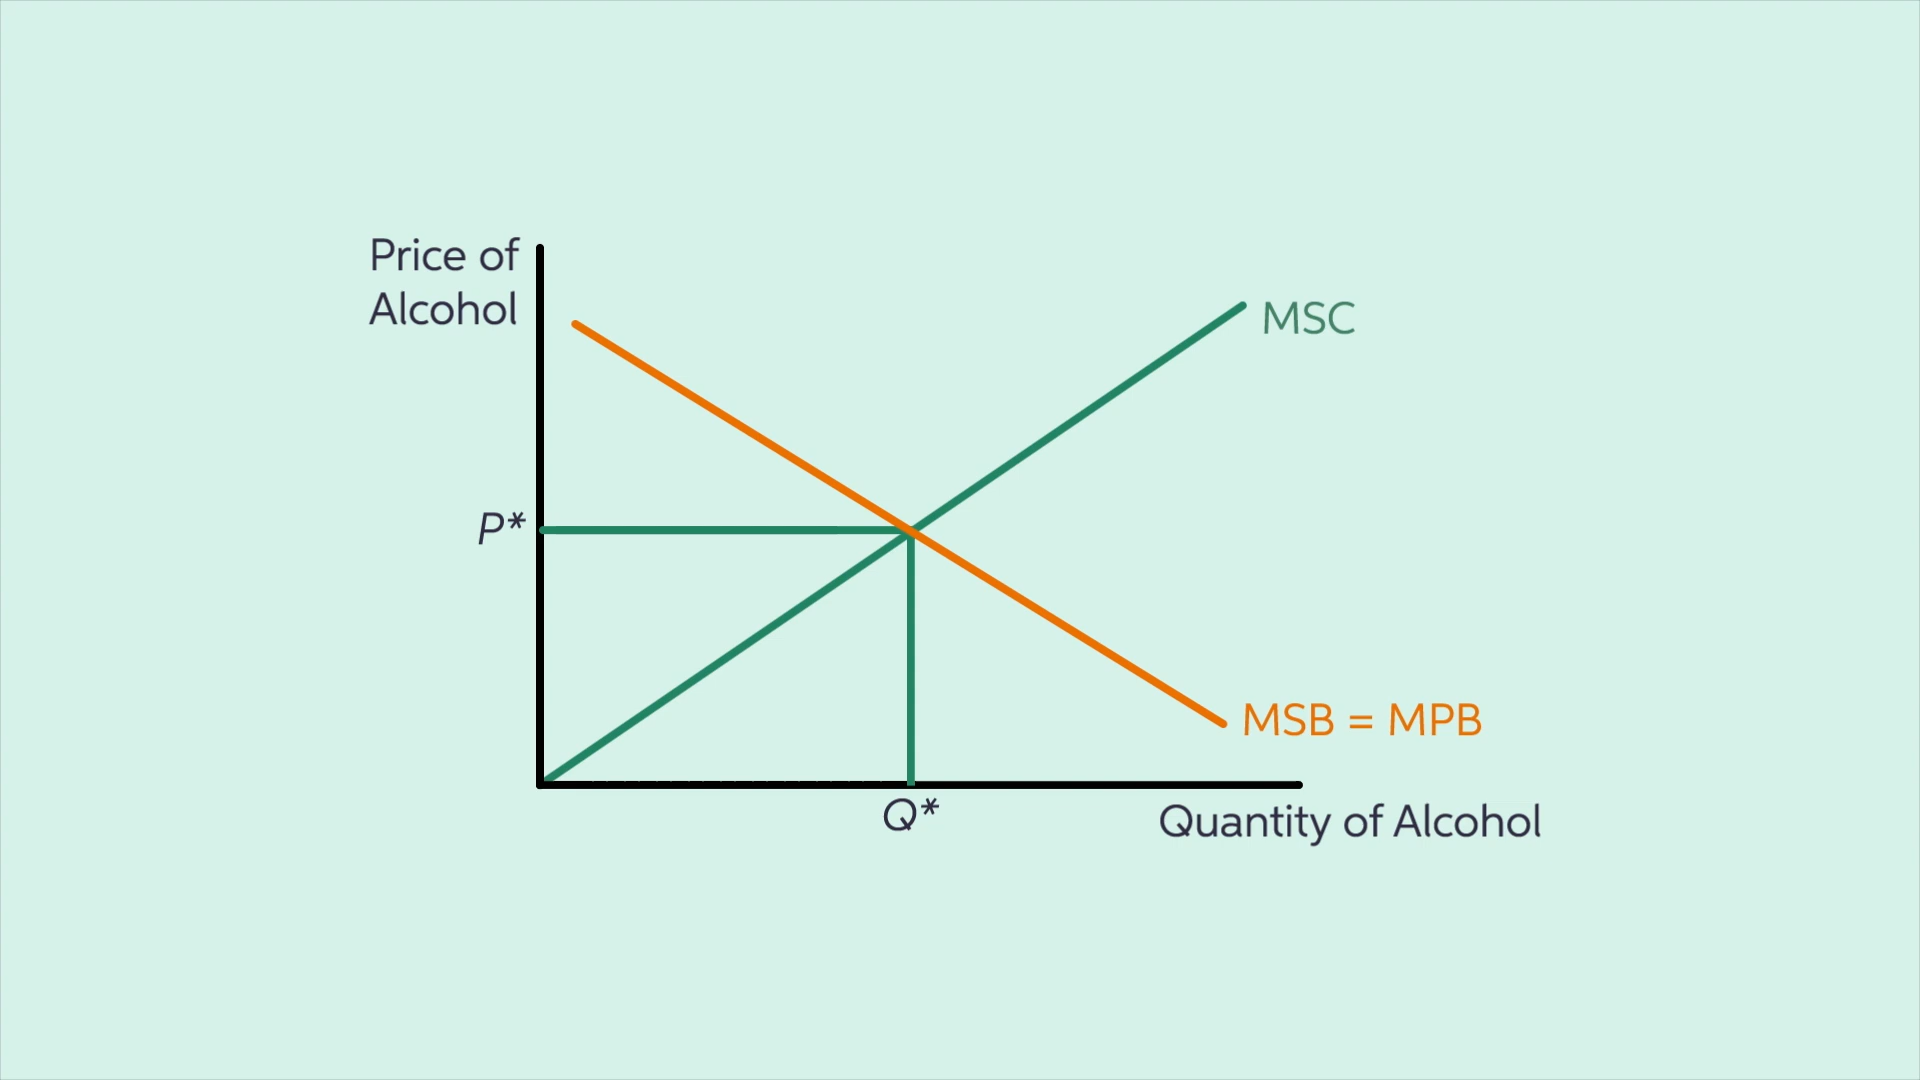 Price of
Alcohol
MSC
P*
MSB = MPB
Q*
Quantity of Alcohol